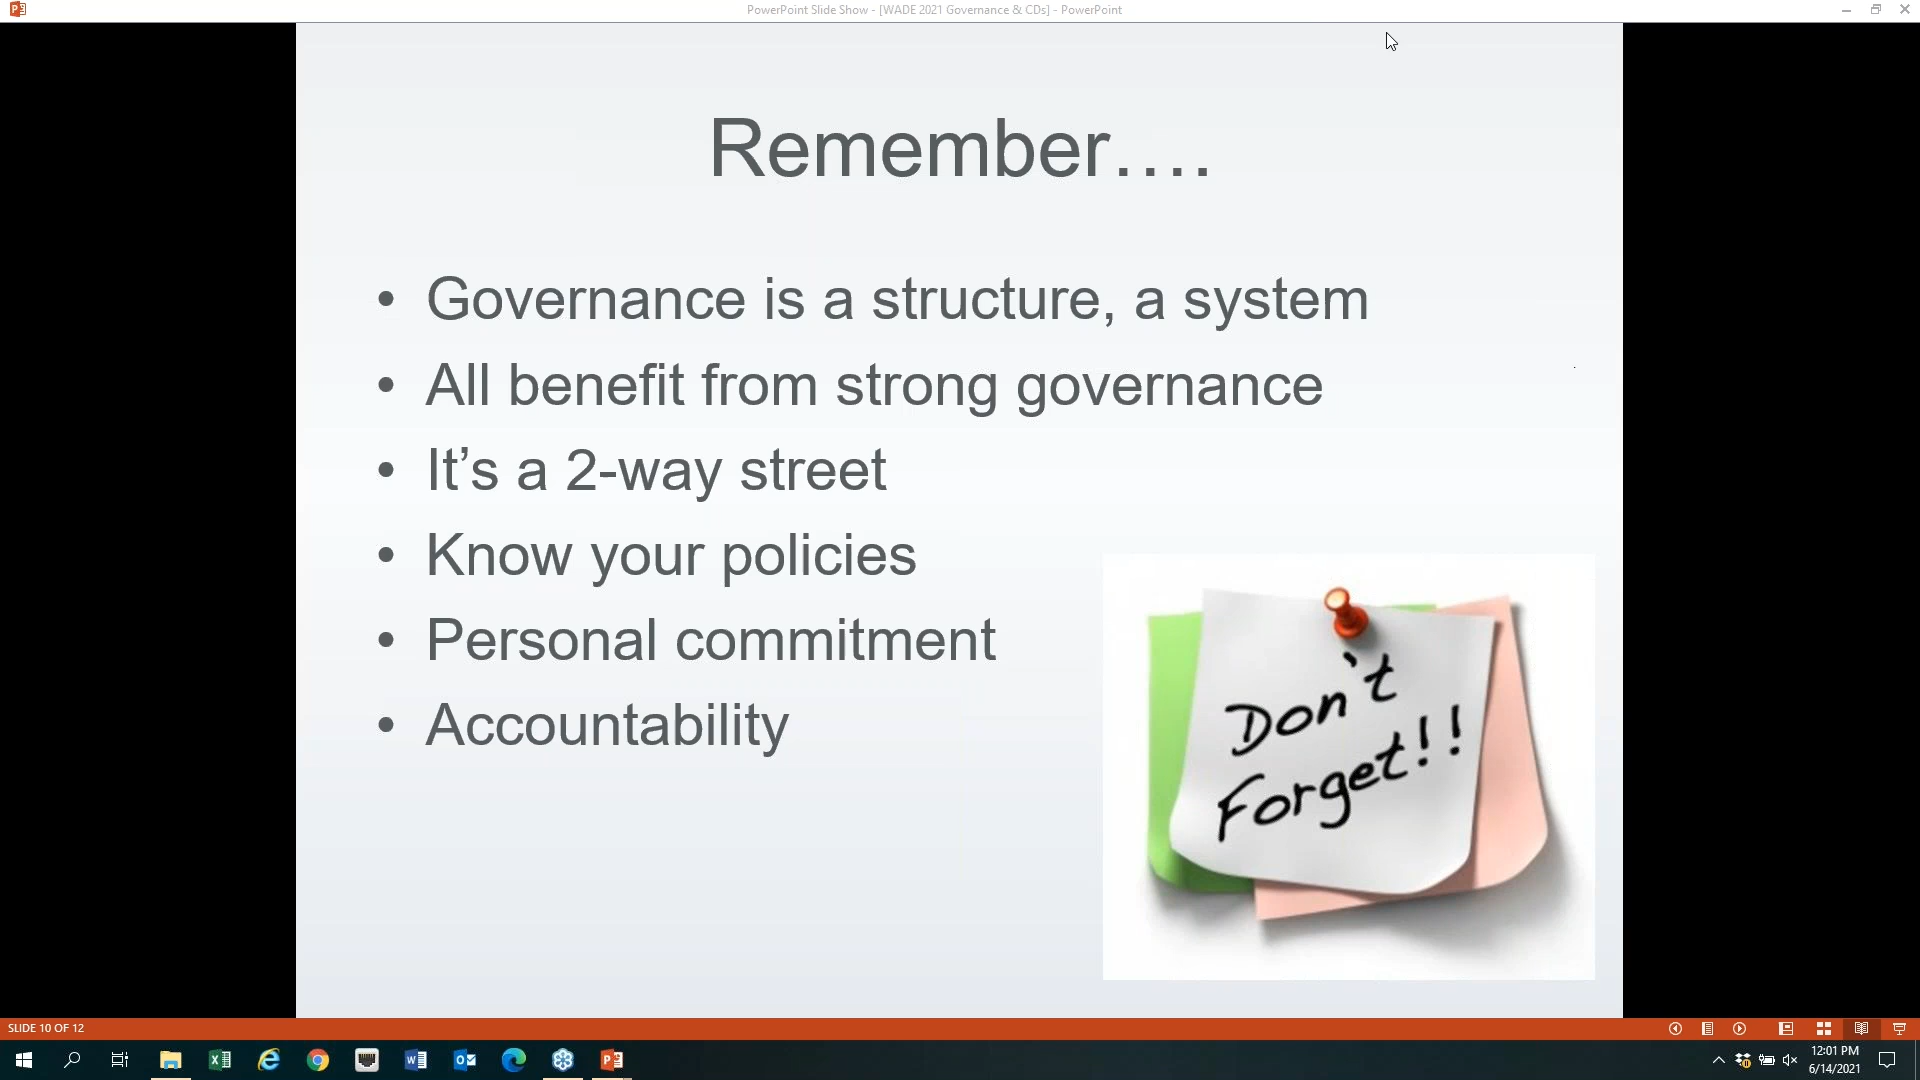 PowerPoint Slide Show - [WADE 2021 Governance & CDs] - PowerPoint
Remember....
• Governance is a structure, a system
• All benefit from strong governance
• It’s a 2-way street
• Know your policies
• Personal commitment
• Accountability
Don't
Forget!!
SLIDE 10 OF 12
12:01 PM
6/14/2021